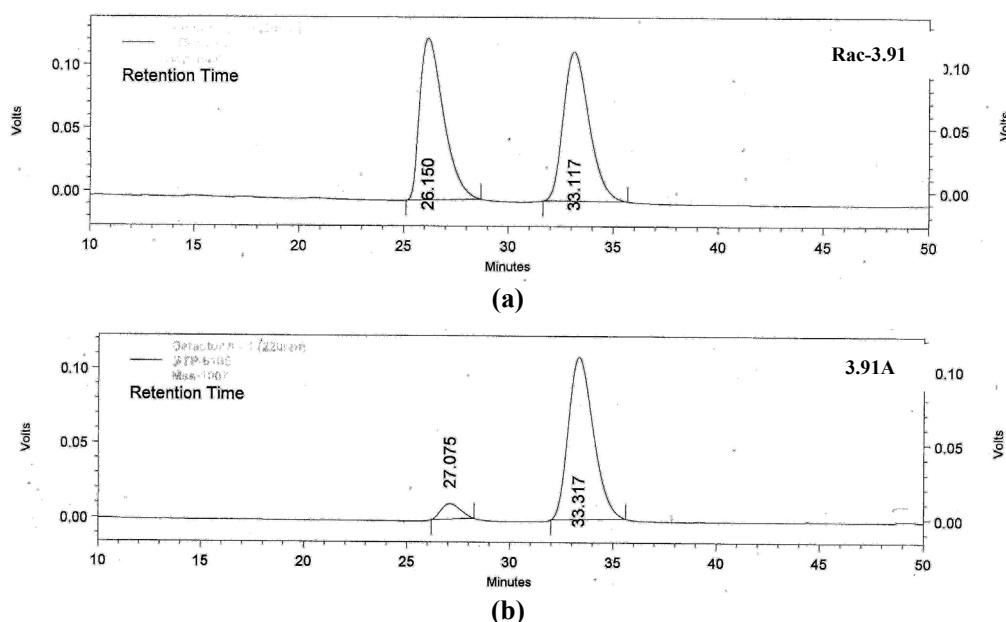 Rac-3.91
Retention Time
0.10
0.05
0.00
Volts
26.150
33.117
0.10
0.05
0.00
Volts
10 15 20 25 30 35 40 45 50
Minutes
(a)
3.91A
Retention Time
0.10
0.05
0.00
Volts
27.075
33.317
0.10
0.05
0.00
Volts
10 15 20 25 30 35 40 45 50
Minutes
(b)